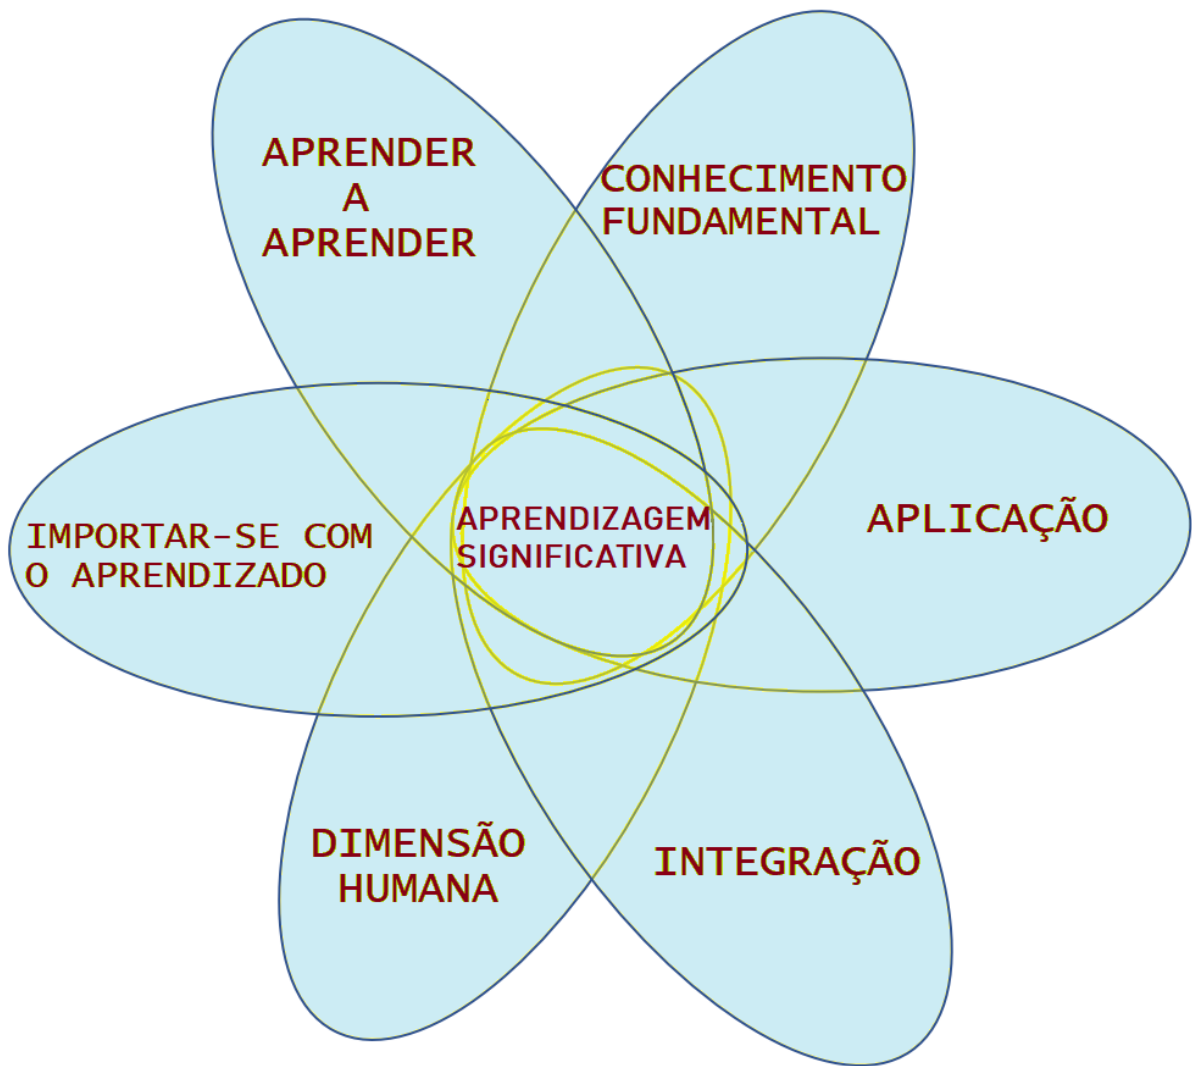 APRENDER
A
APRENDER
CONHECIMENTO
FUNDAMENTAL
APLICAÇÃO
IMPORTAR-SE COM
O APRENDIZADO
APRENDIZAGEM
SIGNIFICATIVA
DIMENSÃO
HUMANA
INTEGRAÇÃO